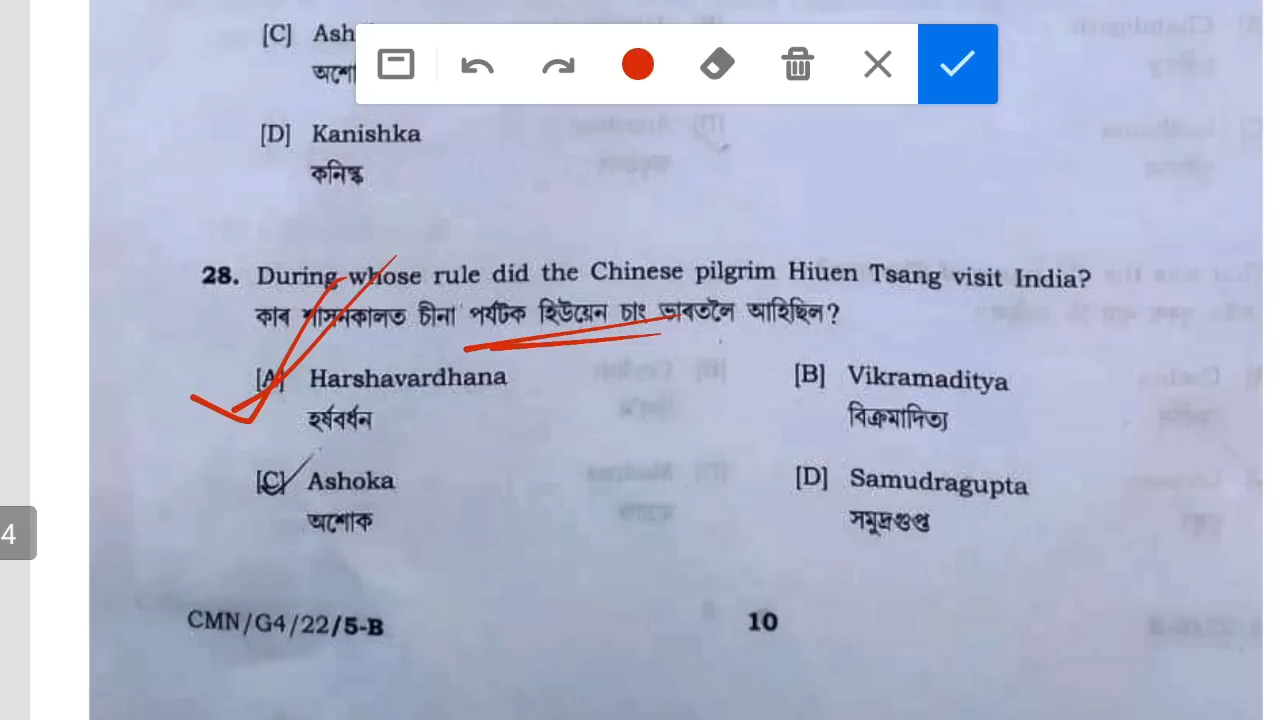 [C] Ash
অশো
[D] Kanishka
কনিষ্ক
28. During whose rule did the Chinese pilgrim Hiuen Tsang visit India?
কাৰ শাসনকালত চীনা পৰ্যটক হিউয়েন চাং ভাৰতলৈ আহিছিল?
[A] Harshavardhana
হৰ্ষবৰ্ধন
[B] Vikramaditya
বিক্ৰমাদিত্য
[C] Ashoka
অশোক
[D] Samudragupta
সমুদ্ৰগুপ্ত
4
CMN/G4/22/5-B
10